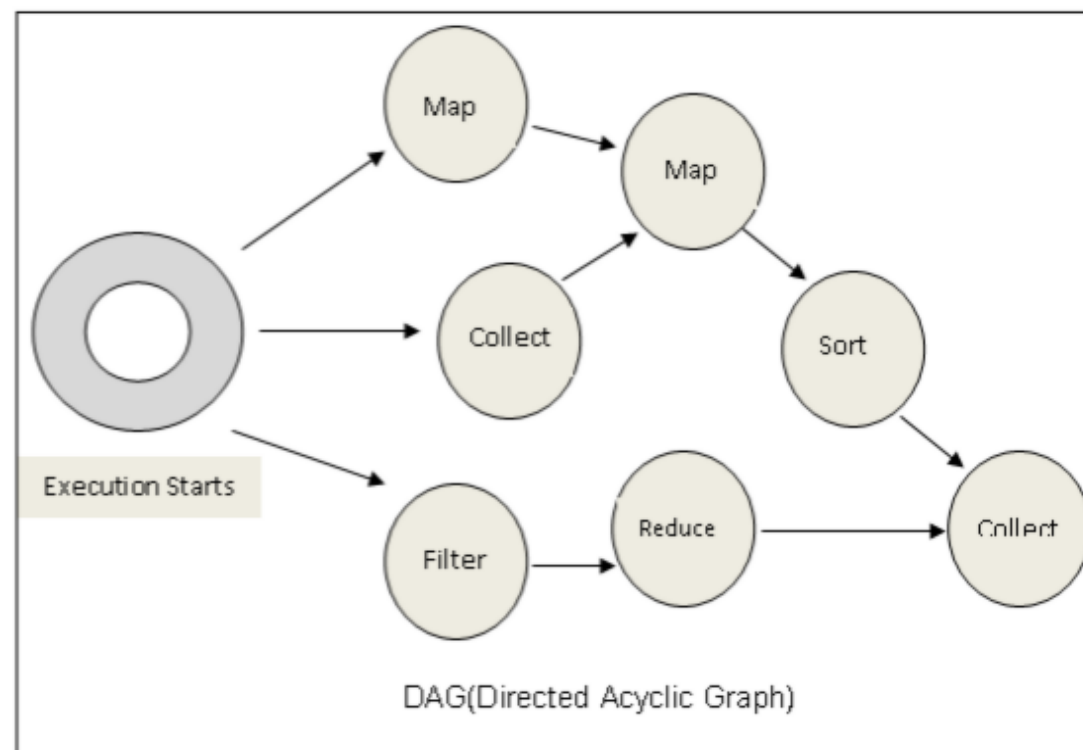 Map
Map
Collect
Sort
Execution Starts
Filter
Reduce
Collect
DAG(Directed Acyclic Graph)